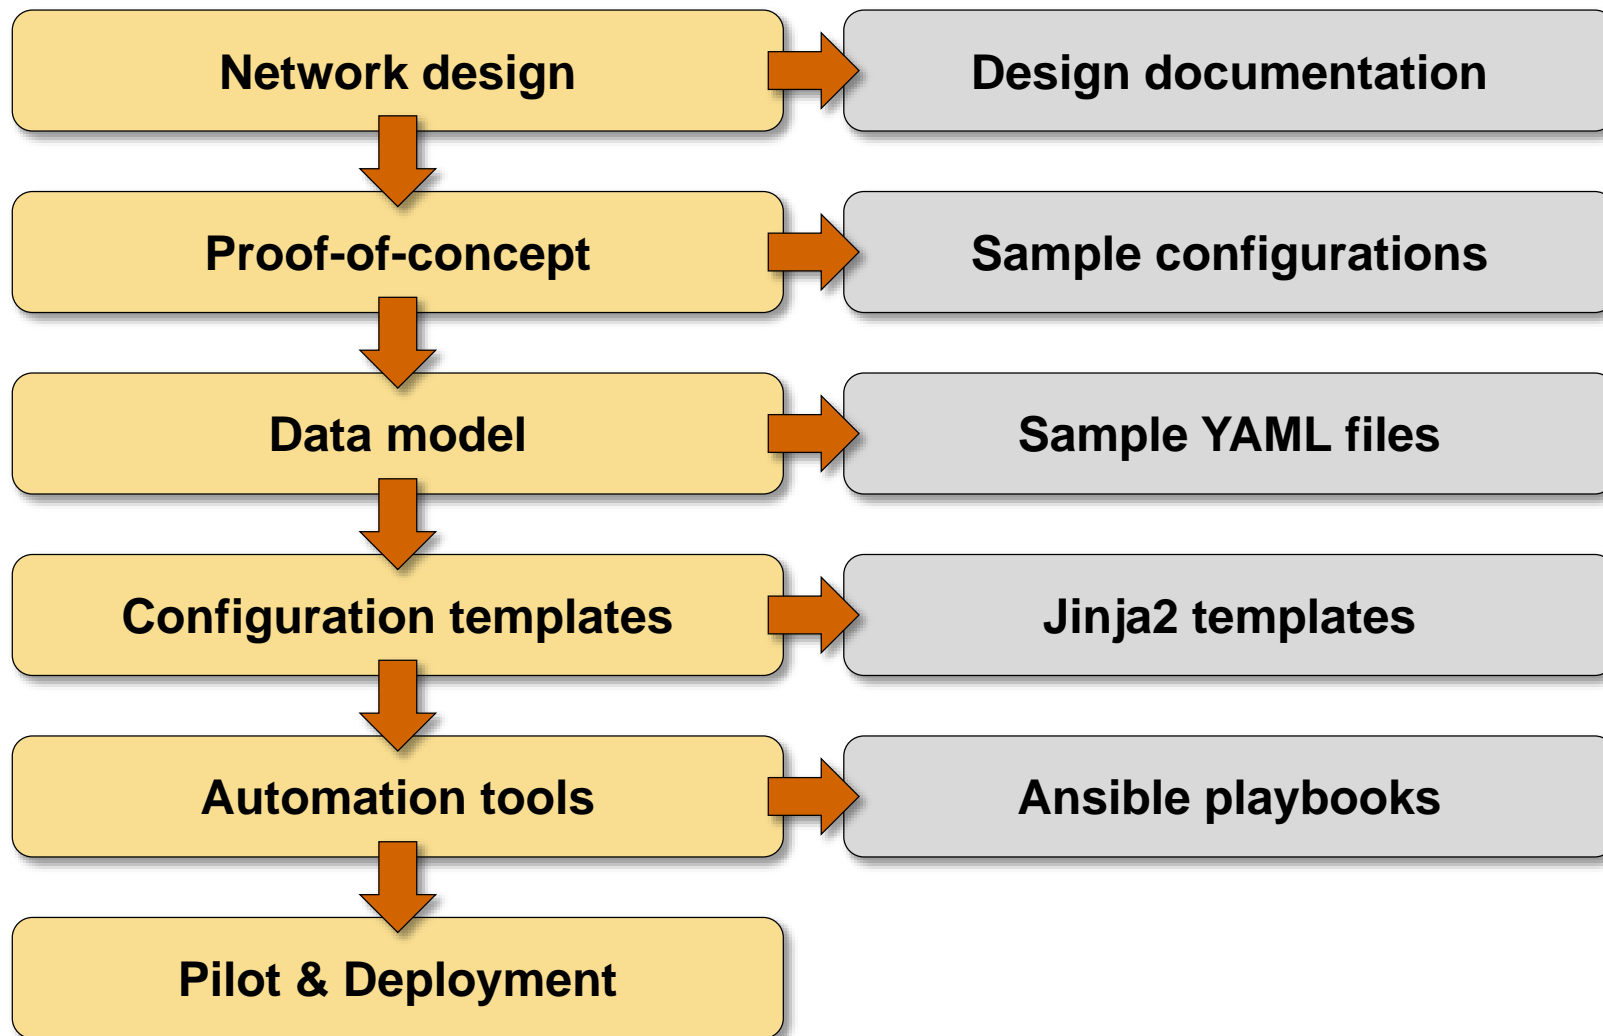 Network design
Design documentation
Proof-of-concept
Sample configurations
Data model
Sample YAML files
Configuration templates
Jinja2 templates
Automation tools
Ansible playbooks
Pilot & Deployment